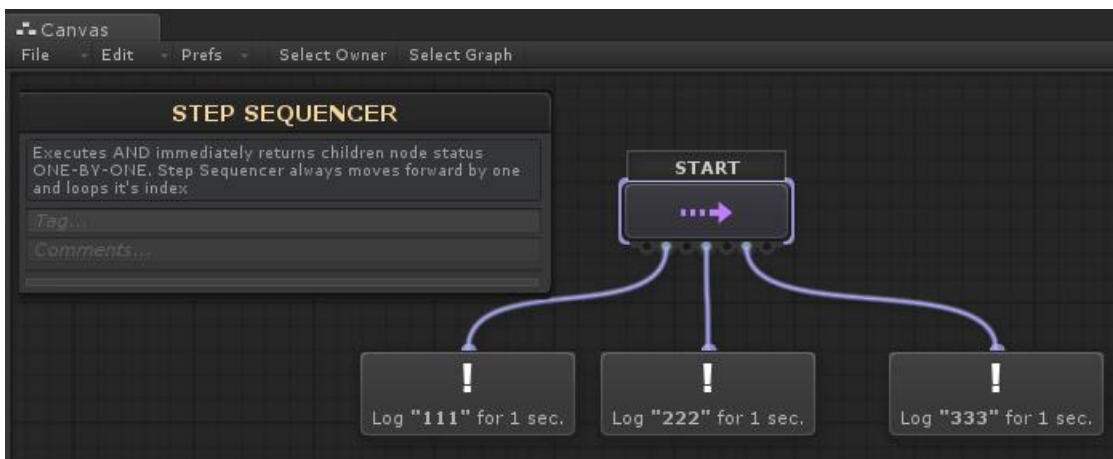 Canvas
File Edit Prefs Select Owner Select Graph
STEP SEQUENCER
Executes AND immediately returns children node status
ONE-BY-ONE. Step Sequencer always moves forward by one
and loops it's index
Tag...
Comments...
START
Log "111" for 1 sec.
Log "222" for 1 sec.
Log "333" for 1 sec.